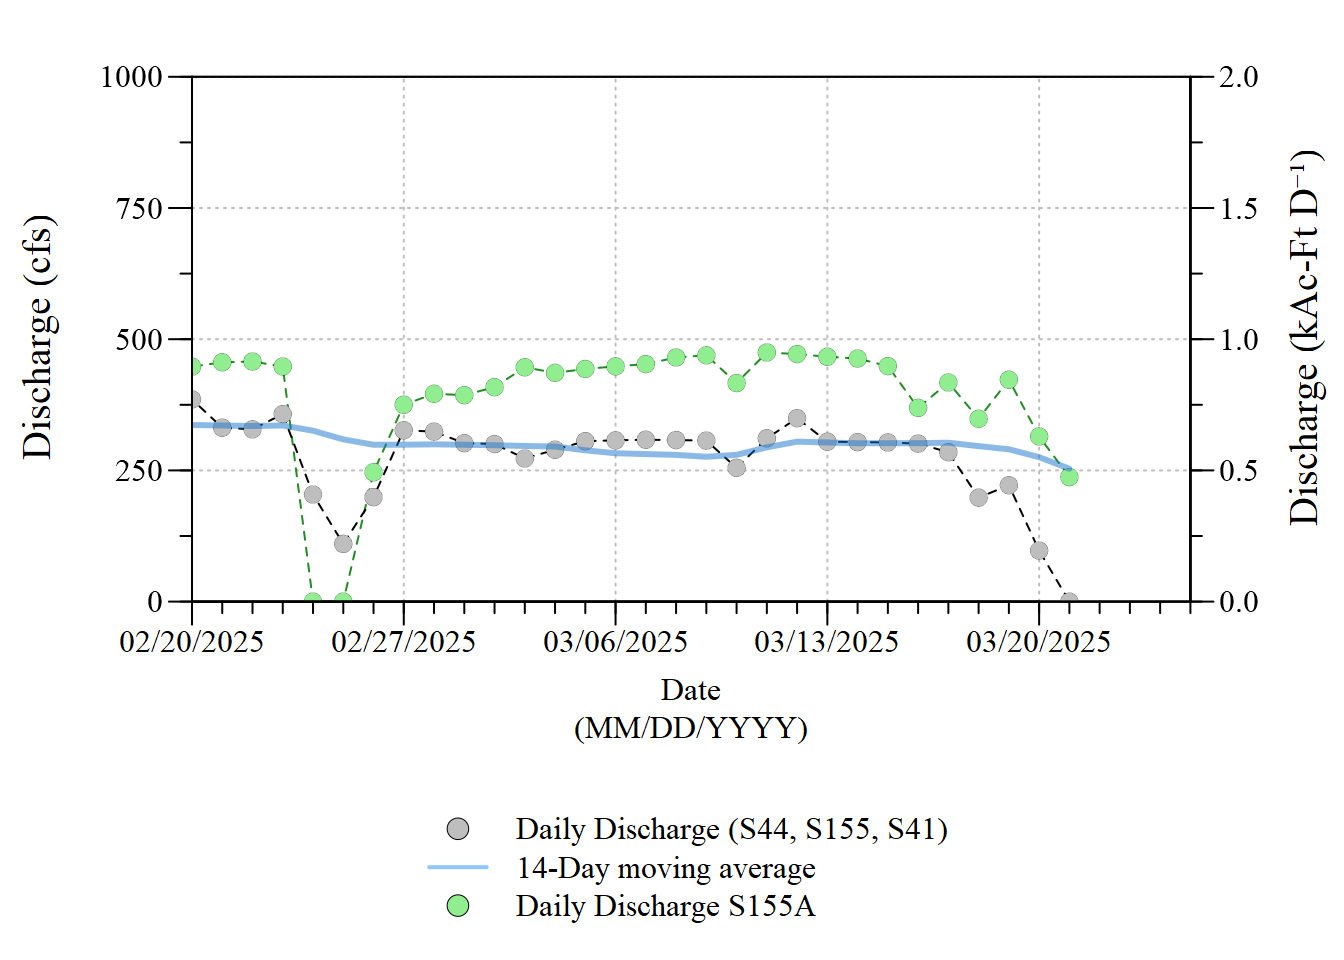 1000
750
500
250
0
Discharge (cfs)
2.0
1.5
1.0
0.5
0.0
Discharge (kAc-Ft D⁻¹)
02/20/2025 02/27/2025 03/06/2025 03/13/2025 03/20/2025
Date
(MM/DD/YYYY)
Daily Discharge (S44, S155, S41)
14-Day moving average
Daily Discharge S155A